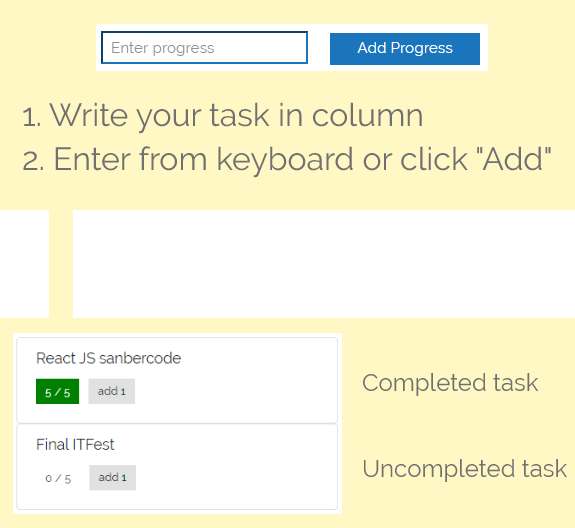 Enter progress
Add Progress
1. Write your task in column
2. Enter from keyboard or click "Add"
React JS sanbercode
5 / 5 add 1
Completed task
Final ITFest
0 / 5 add 1
Uncompleted task